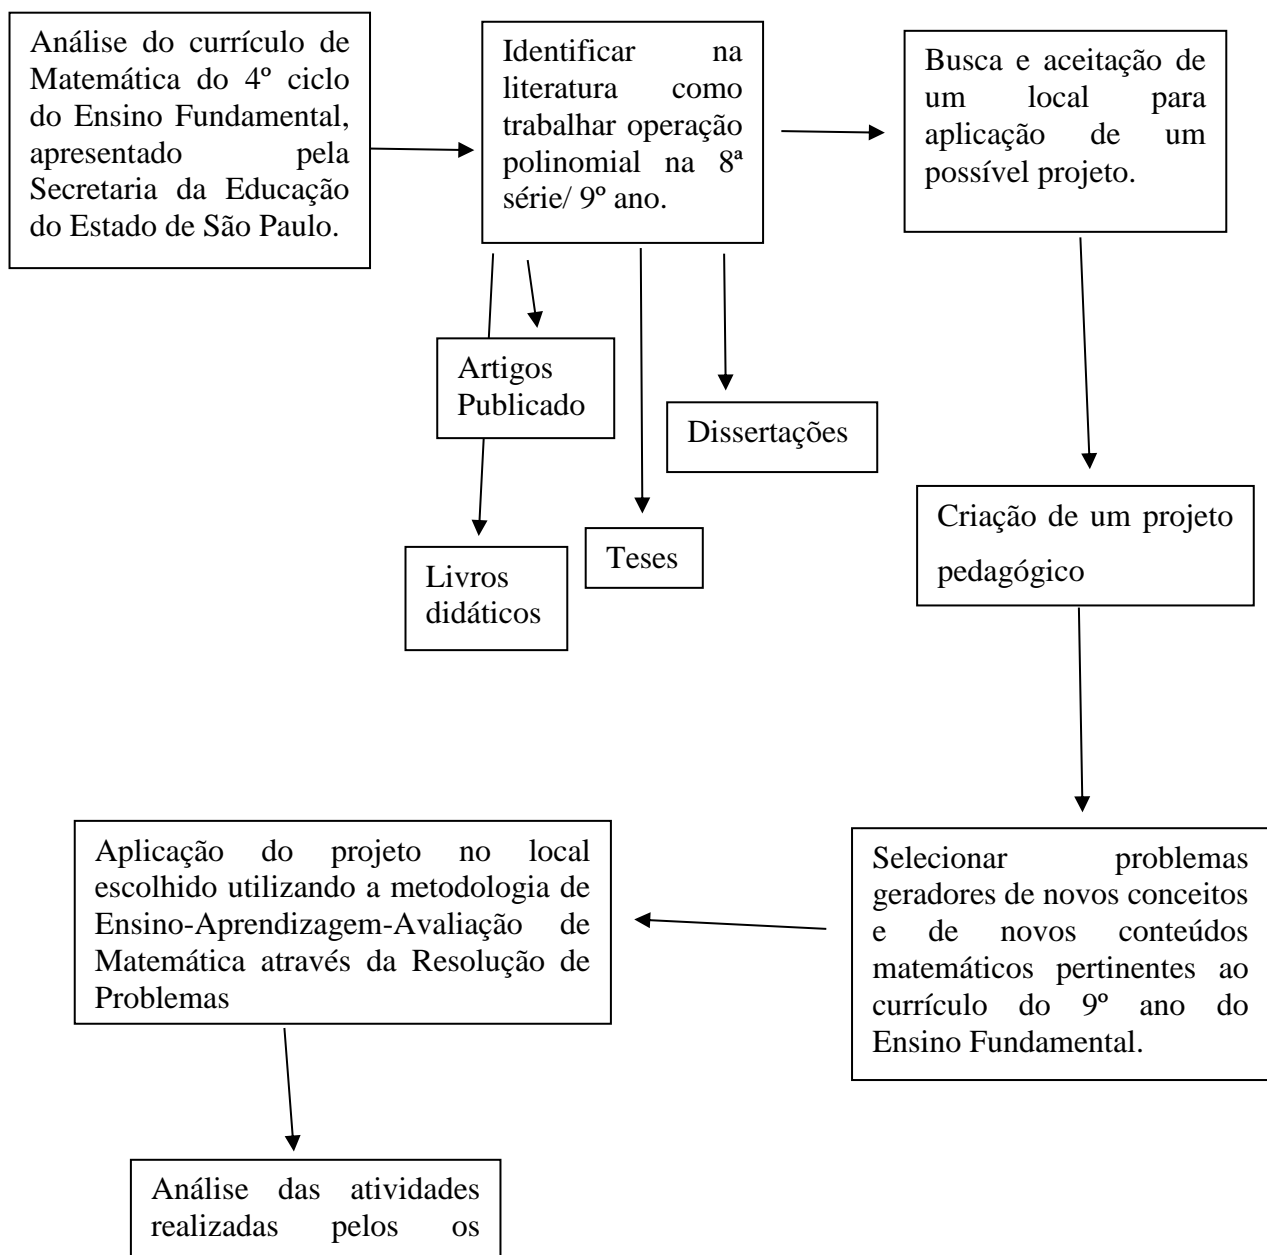 Análise do currículo de
Matemática do 4º ciclo
do Ensino Fundamental,
apresentado pela
Secretaria da Educação
do Estado de São Paulo.
Identificar na
literatura como
trabalhar operação
polinomial na 8ª
série/ 9º ano.
Busca e aceitação de
um local para
aplicação de um
possível projeto.
Artigos
Publicado
Dissertações
Livros
didáticos
Teses
Criação de um projeto
pedagógico
Selecionar problemas
geradores de novos conceitos
e de novos conteúdos
matemáticos pertinentes ao
currículo do 9º ano do
Ensino Fundamental.
Aplicação do projeto no local
escolhido utilizando a metodologia de
Ensino-Aprendizagem-Avaliação de
Matemática através da Resolução de
Problemas
Análise das atividades
realizadas pelos os